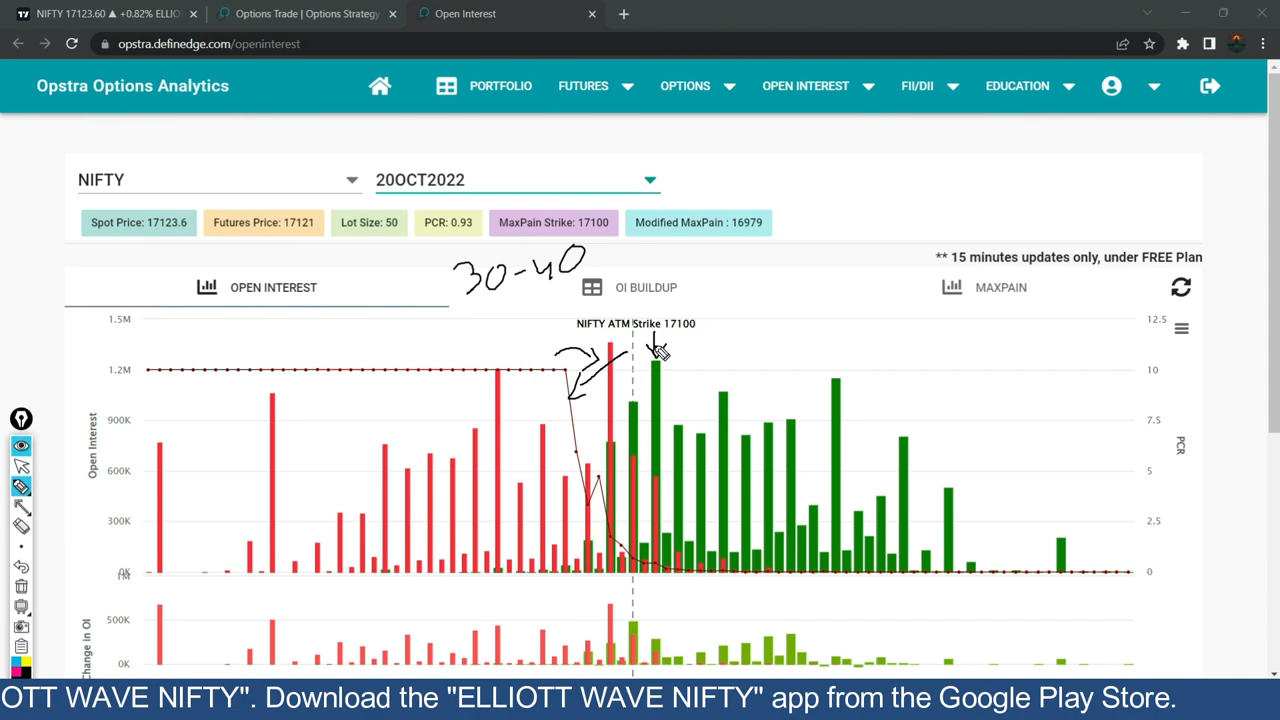 NIFTY 17123.60 ▲ +0.82% ELLIO
Options Trade | Options Strategy
Open Interest
opstra.definedge.com/openinterest
Opstra Options Analytics
PORTFOLIO
FUTURES
OPTIONS
OPEN INTEREST
FII/DII
EDUCATION
NIFTY
20OCT2022
Spot Price: 17123.6
Futures Price: 17121
Lot Size: 50
PCR: 0.93
MaxPain Strike: 17100
Modified MaxPain : 16979
** 15 minutes updates only, under FREE Plan
30-40
OPEN INTEREST
OI BUILDUP
MAXPAIN
NIFTY ATM Strike 17100
1.5M
1.2M
900K
600K
300K
0K
Open Interest
12.5
10
7.5
5
2.5
0
PCR
1M
500K
0K
Change in OI
OTT WAVE NIFTY". Download the "ELLIOTT WAVE NIFTY" app from the Google Play Store.